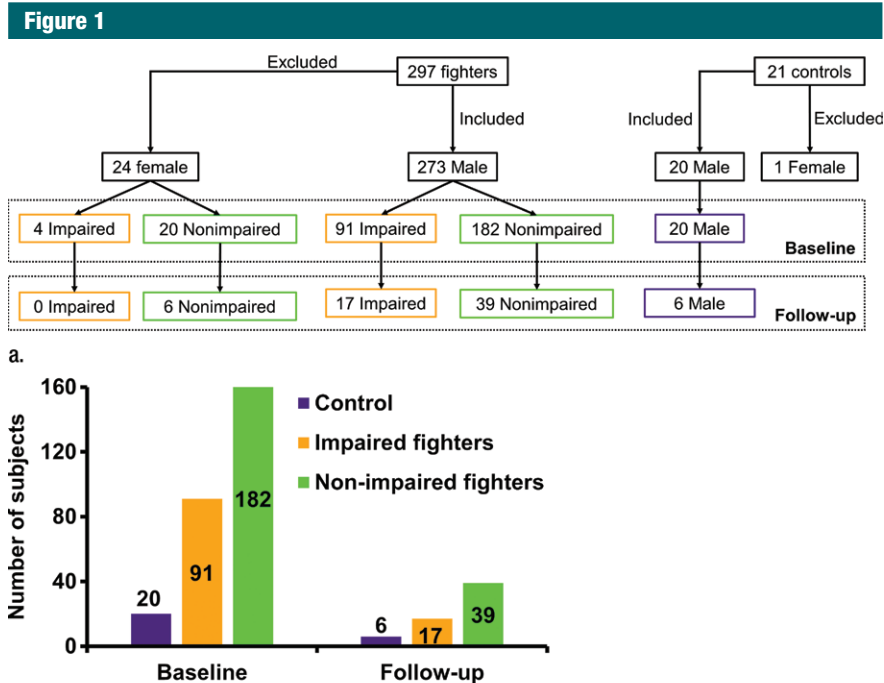 Figure 1
Excluded
297 fighters
21 controls
Included
Included
Excluded
24 female
273 Male
20 Male
1 Female
4 Impaired
20 Nonimpaired
91 Impaired
182 Nonimpaired
20 Male
Baseline
0 Impaired
6 Nonimpaired
17 Impaired
39 Nonimpaired
6 Male
Follow-up
a.
160
120
80
40
0
Number of subjects
Control
Impaired fighters
Non-impaired fighters
20
91
182
6
17
39
Baseline
Follow-up